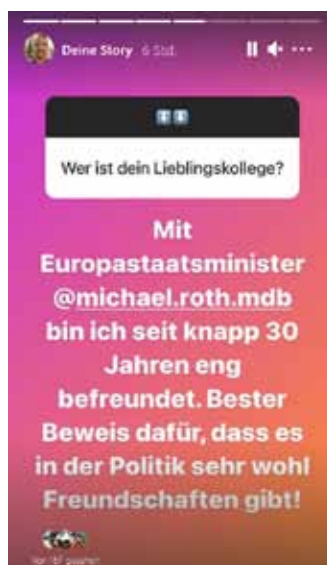 Deine Story 6 Std.
Wer ist dein Lieblingskollege?
Mit
Europastaatsminister
@michael.roth.mdb
bin ich seit knapp 30
Jahren eng
befreundet. Bester
Beweis dafür, dass es
in der Politik sehr wohl
Freundschaften gibt!